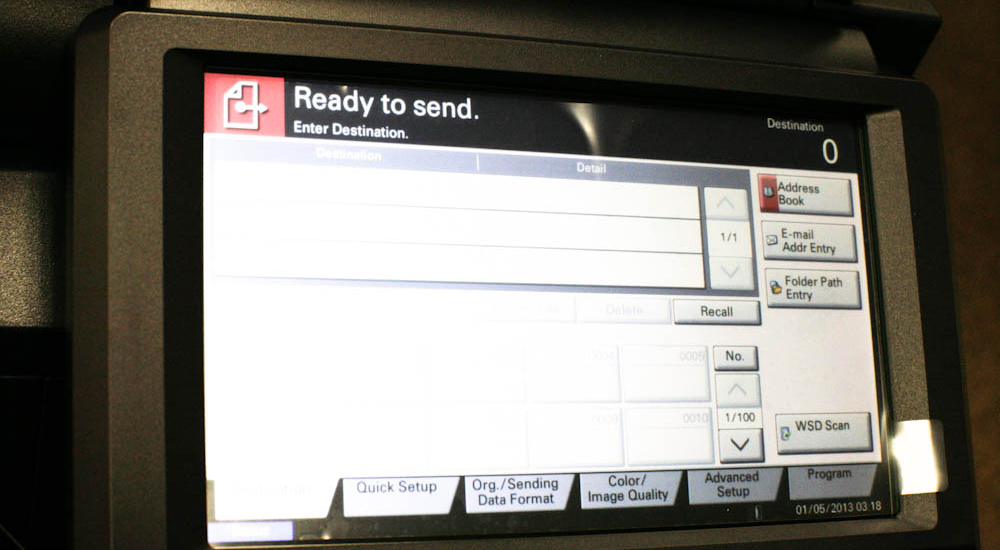 Ready to send.
Enter Destination.
Destination
0
Destination
Detail
Address
Book
1/1
E-mail
Addr Entry
Folder Path
Entry
Delete
Recall
0004
0005
No.
0009
0010
1/100
WSD Scan
Destination
Quick Setup
Org./Sending
Data Format
Color/
Image Quality
Advanced
Setup
Program
01/05/2013 03:18